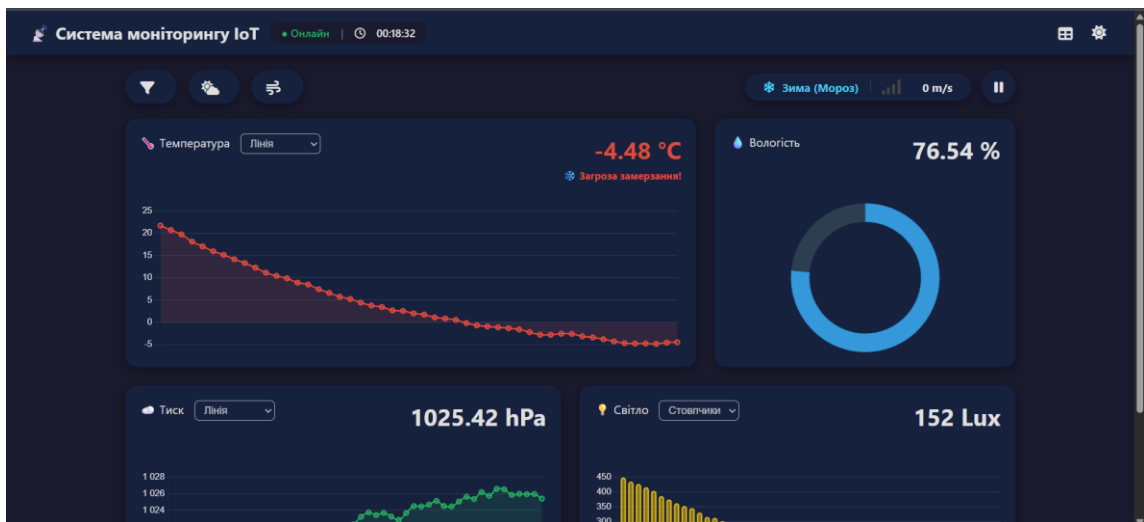 Система моніторингу IoT • Онлайн | 00:18:32
Зима (Мороз) 0 m/s
Температура Лінія
-4.48 °C
Загроза замерзання!
25
20
15
10
5
0
-5
Вологість
76.54 %
Тиск Лінія
1025.42 hPa
1 028
1 026
1 024
Світло Стовпчики
152 Lux
450
400
350
300